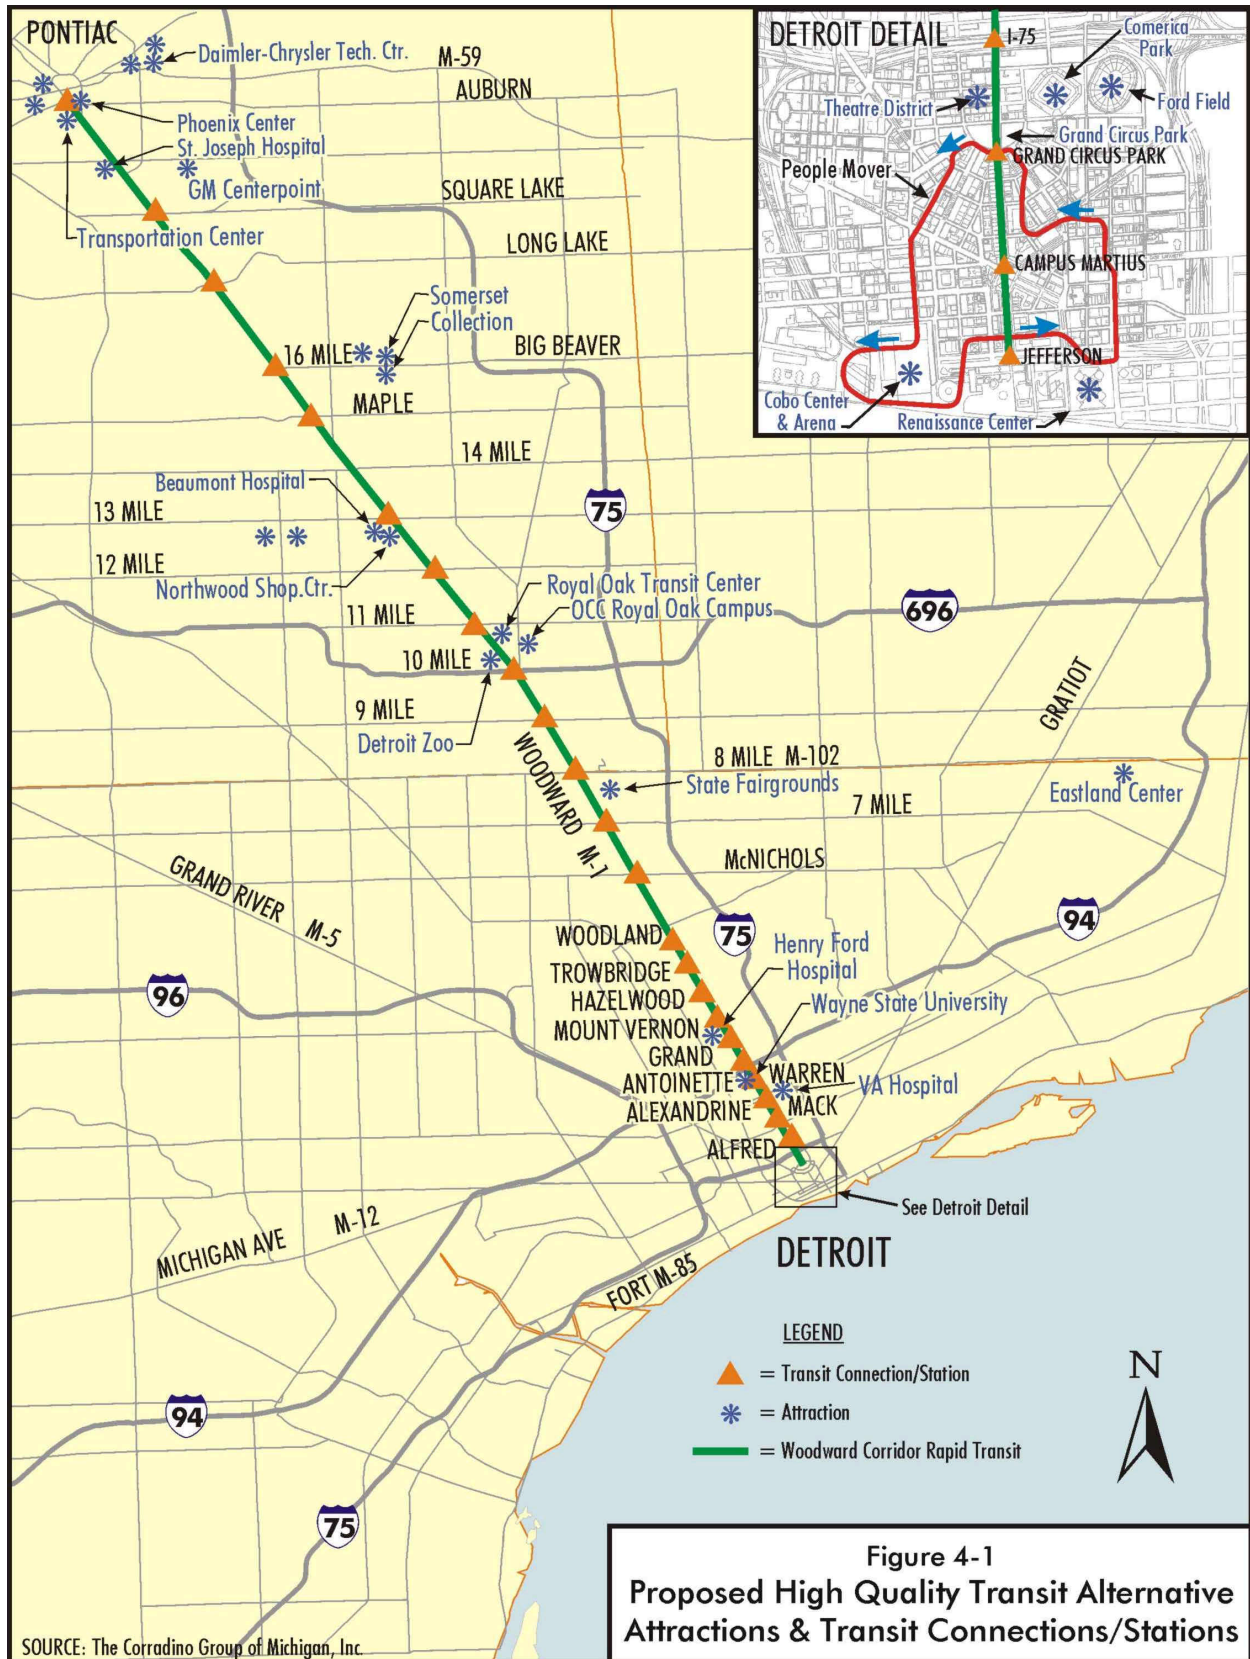 PONTIAC
Daimler-Chrysler Tech. Ctr.
M-59
AUBURN
Phoenix Center
St. Joseph Hospital
GM Centerpoint
SQUARE LAKE
Transportation Center
LONG LAKE
Somerset
Collection
16 MILE
BIG BEAVER
MAPLE
14 MILE
Beaumont Hospital
13 MILE
75
12 MILE
Northwood Shop.Ctr.
Royal Oak Transit Center
OCC Royal Oak Campus
696
11 MILE
10 MILE
9 MILE
Detroit Zoo
WOODWARD M-1
GRATIOT
8 MILE M-102
State Fairgrounds
Eastland Center
7 MILE
McNICHOLS
GRAND RIVER M-5
94
75
WOODLAND
Henry Ford
Hospital
TROWBRIDGE
96
HAZELWOOD
Wayne State University
MOUNT VERNON
GRAND
WARREN
ANTOINETTE
VA Hospital
MACK
ALEXANDRINE
ALFRED
See Detroit Detail
MICHIGAN AVE M-12
DETROIT
FORT M-85
94
75
DETROIT DETAIL
I-75
Comerica
Park
Theatre District
Ford Field
Grand Circus Park
GRAND CIRCUS PARK
People Mover
CAMPUS MARTIUS
JEFFERSON
Cobo Center
& Arena
Renaissance Center
LEGEND
= Transit Connection/Station
= Attraction
= Woodward Corridor Rapid Transit
N
Figure 4-1
Proposed High Quality Transit Alternative
Attractions & Transit Connections/Stations
SOURCE: The Corradino Group of Michigan, Inc.